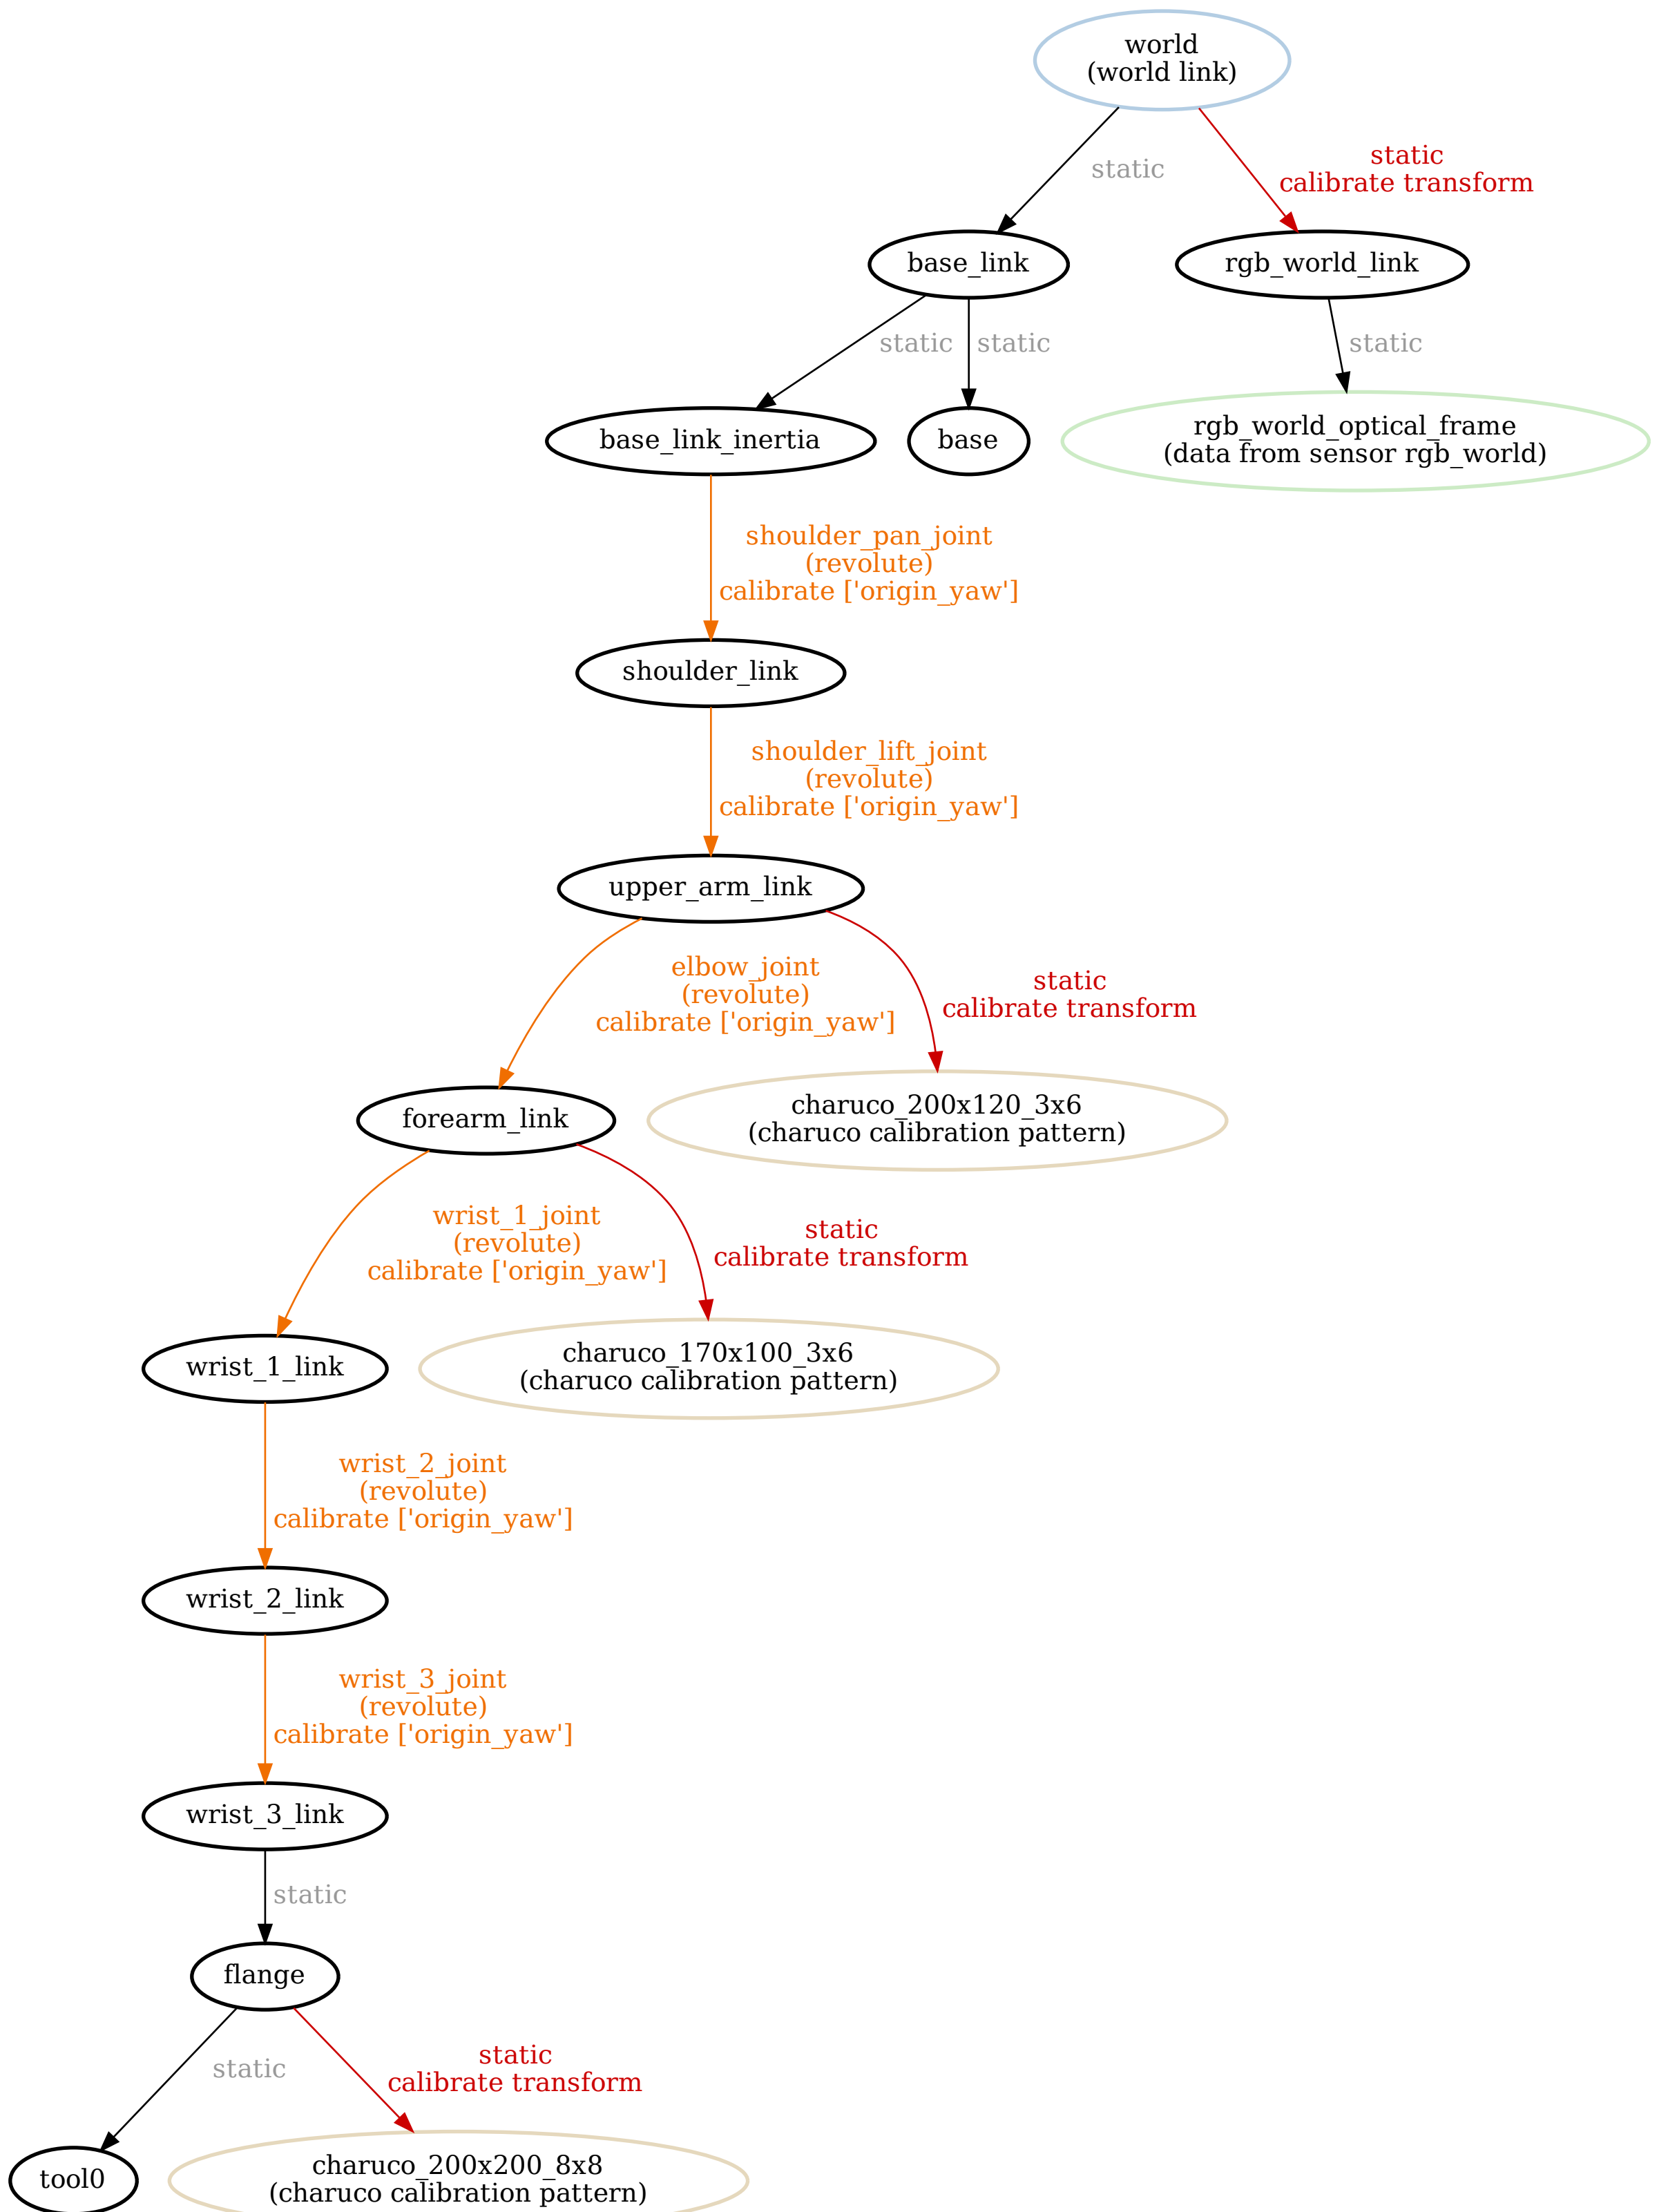 world
(world link)
static
static
calibrate transform
base_link
rgb_world_link
static
static
static
base_link_inertia
base
rgb_world_optical_frame
(data from sensor rgb_world)
shoulder_pan_joint
(revolute)
calibrate ['origin_yaw']
shoulder_link
shoulder_lift_joint
(revolute)
calibrate ['origin_yaw']
upper_arm_link
elbow_joint
(revolute)
calibrate ['origin_yaw']
static
calibrate transform
forearm_link
charuco_200x120_3x6
(charuco calibration pattern)
wrist_1_joint
(revolute)
calibrate ['origin_yaw']
static
calibrate transform
wrist_1_link
charuco_170x100_3x6
(charuco calibration pattern)
wrist_2_joint
(revolute)
calibrate ['origin_yaw']
wrist_2_link
wrist_3_joint
(revolute)
calibrate ['origin_yaw']
wrist_3_link
static
flange
static
static
calibrate transform
tool0
charuco_200x200_8x8
(charuco calibration pattern)